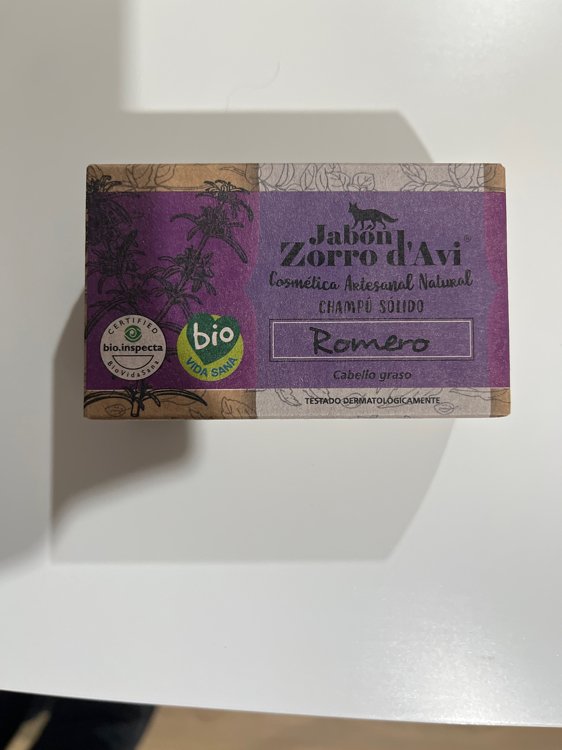 Jabón
Zorro d'Avi®
Cosmética Artesanal Natural
CHAMPÚ SOLIDO
Romero
Cabello graso
TESTADO DERMATOLÓGICAMENTE
CERTIFIED
bio.inspecta
BioVidaSana
bio
VIDA SANA